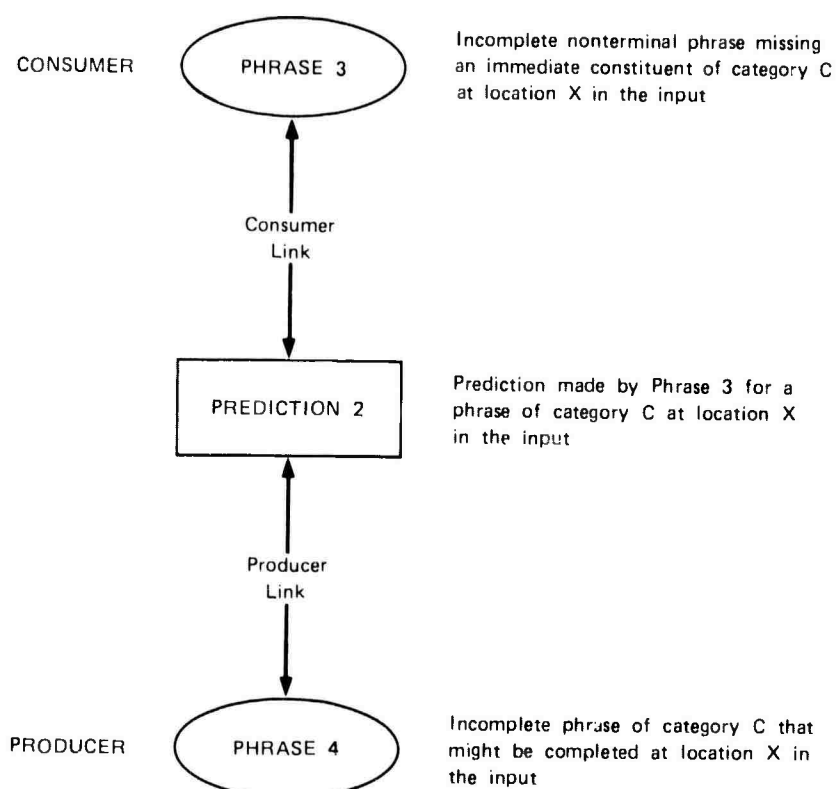 CONSUMER
PHRASE 3
Incomplete nonterminal phrase missing
an immediate constituent of category C
at location X in the input
Consumer
Link
PREDICTION 2
Prediction made by Phrase 3 for a
phrase of category C at location X
in the input
Producer
Link
PRODUCER
PHRASE 4
Incomplete phrase of category C that
might be completed at location X in
the input